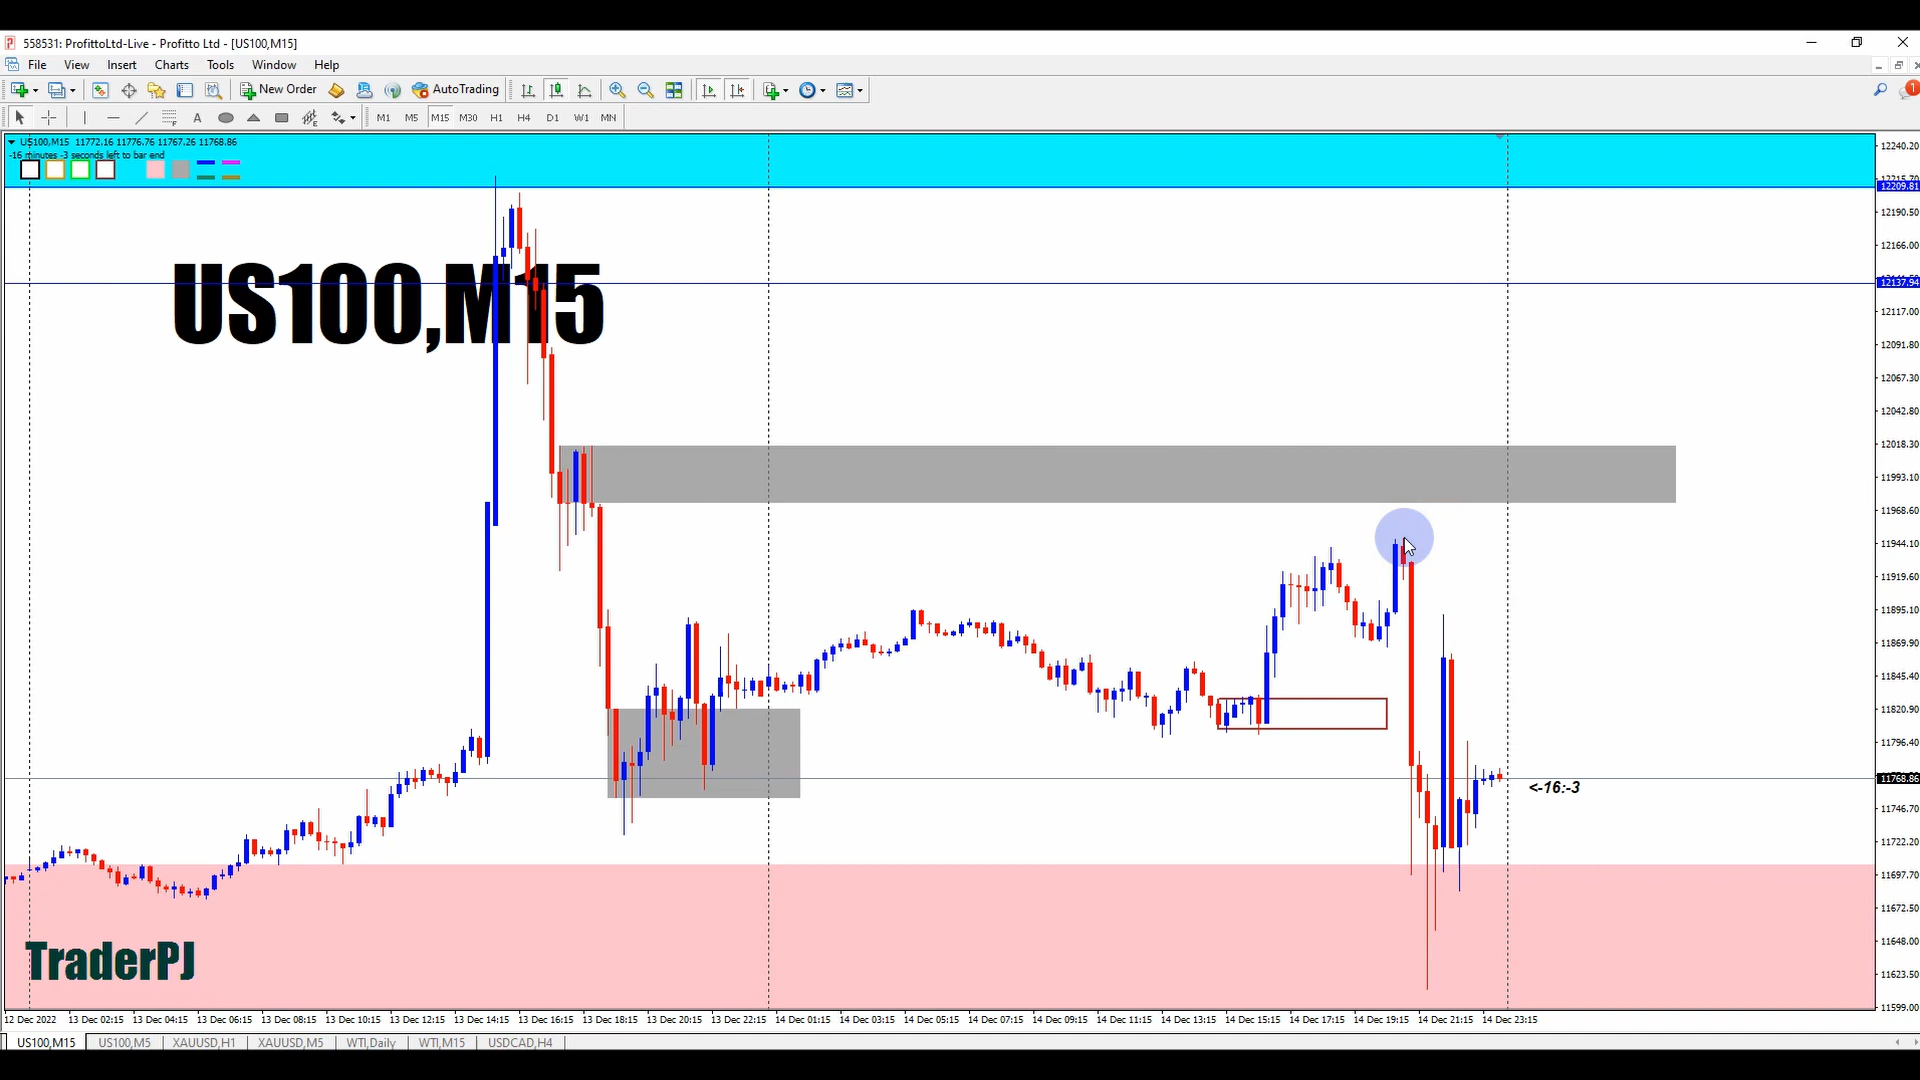 558531: ProfittoLtd-Live - Profitto Ltd - [US100,M15]
File View Insert Charts Tools Window Help
New Order AutoTrading
1
A M1 M5 M15 M30 H1 H4 D1 W1 MN
US100,M15 11772.16 11776.76 11767.26 11768.86
-16 minutes -3 seconds left to bar end
US100,M15
<-16:-3
TraderPJ
12240.20
12209.81
12190.50
12166.00
12137.94
12117.00
12091.80
12067.30
12042.80
12018.30
11993.10
11968.60
11944.10
11919.60
11895.10
11869.90
11845.40
11820.90
11796.40
11768.86
11746.70
11722.20
11697.70
11672.50
11648.00
11623.50
11599.00
12 Dec 2022 13 Dec 02:15 13 Dec 04:15 13 Dec 06:15 13 Dec 08:15 13 Dec 10:15 13 Dec 12:15 13 Dec 14:15 13 Dec 16:15 13 Dec 18:15 13 Dec 20:15 13 Dec 22:15 14 Dec 01:15 14 Dec 03:15 14 Dec 05:15 14 Dec 07:15 14 Dec 09:15 14 Dec 11:15 14 Dec 13:15 14 Dec 15:15 14 Dec 17:15 14 Dec 19:15 14 Dec 21:15 14 Dec 23:15
US100,M15 US100,M5 XAUUSD,H1 XAUUSD,M5 WTI,Daily WTI,M15 USDCAD,H4